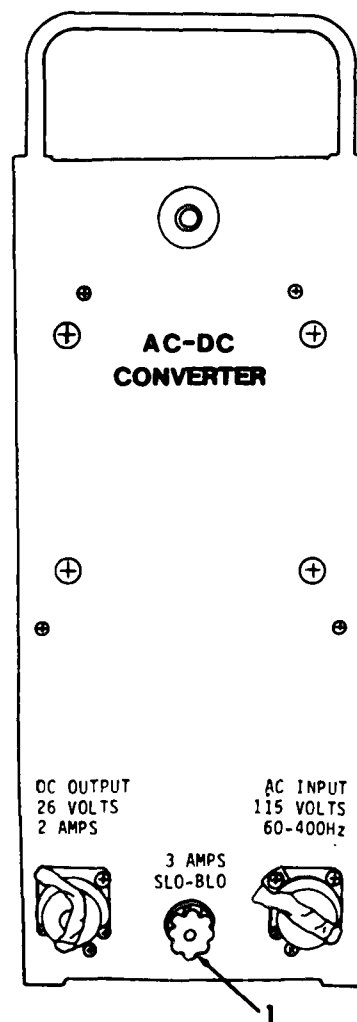 AC-DC
CONVERTER
DC OUTPUT
26 VOLTS
2 AMPS
AC INPUT
115 VOLTS
60-400Hz
3 AMPS
SLO-BLO
1